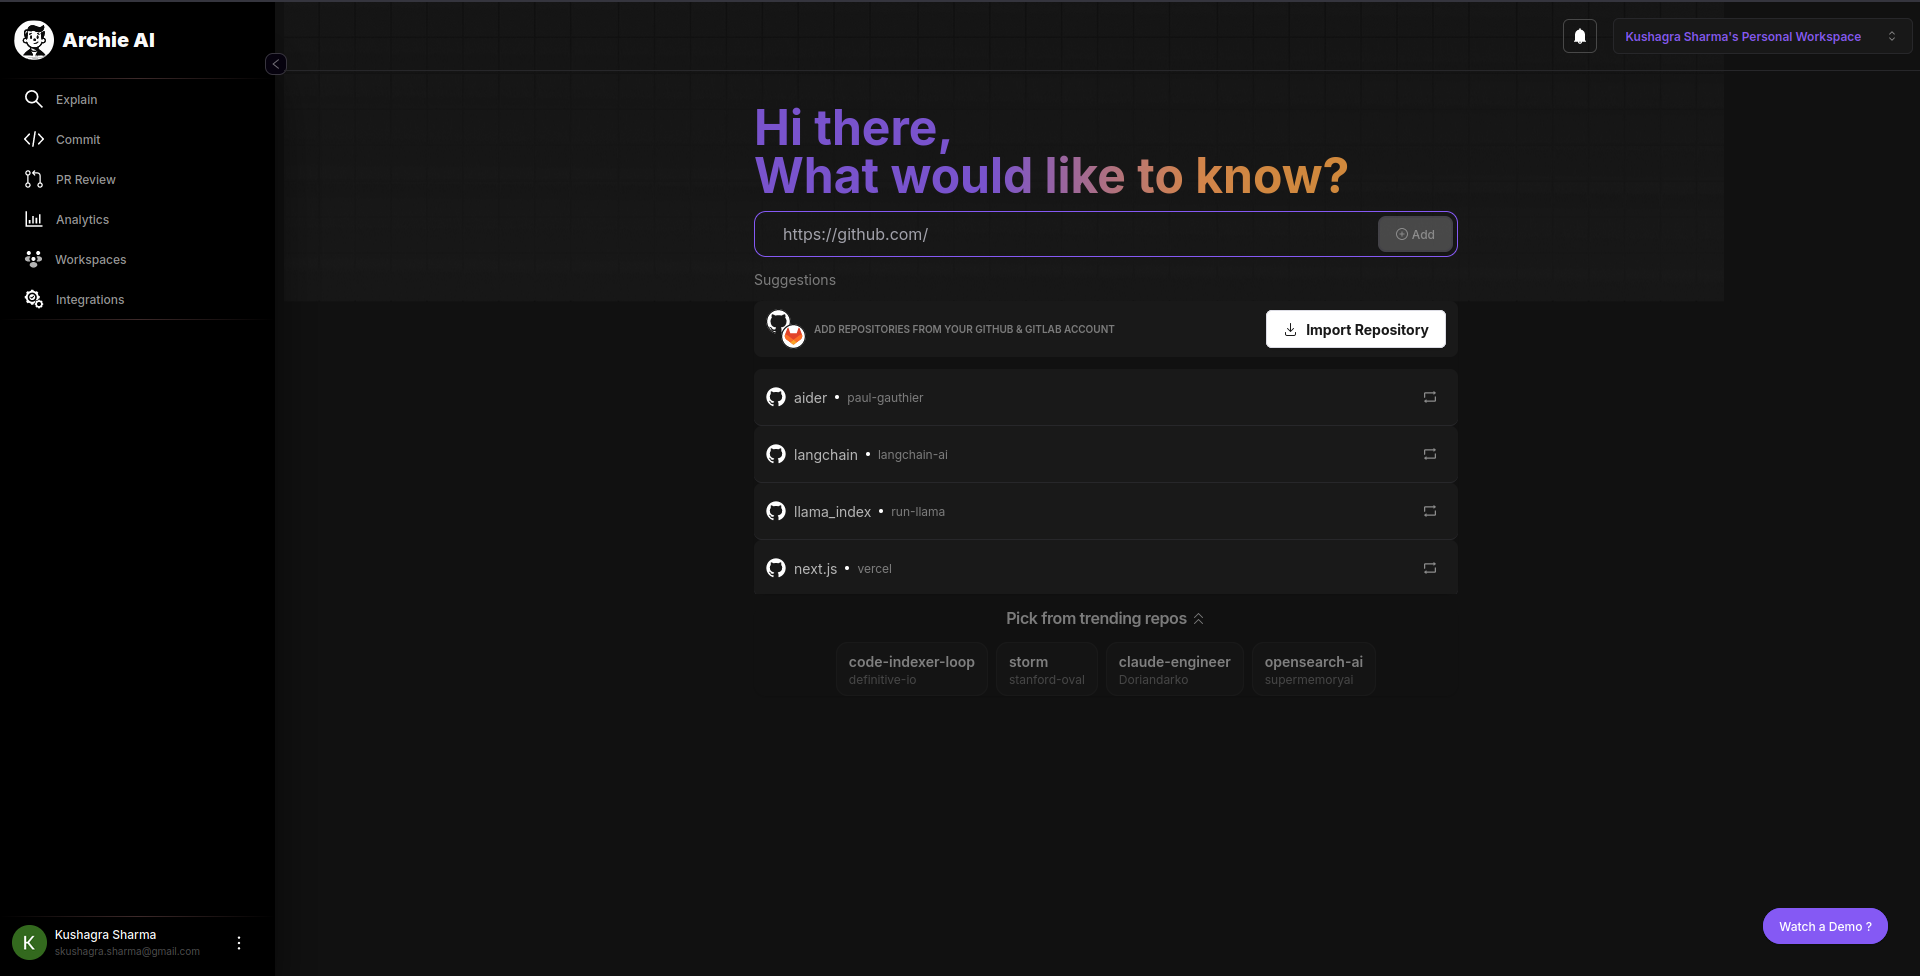 Archie AI
Explain
Commit
PR Review
Analytics
Workspaces
Integrations
Kushagra Sharma's Personal Workspace
Hi there,
What would like to know?
https://github.com/
Add
Suggestions
ADD REPOSITORIES FROM YOUR GITHUB & GITLAB ACCOUNT
Import Repository
aider • paul-gauthier
langchain • langchain-ai
llama_index • run-llama
next.js • vercel
Pick from trending repos
code-indexer-loop
definitive-io
storm
stanford-oval
claude-engineer
Doriandarko
opensearch-ai
supermemoryai
K
Kushagra Sharma
skushagra.sharma@gmail.com
Watch a Demo ?